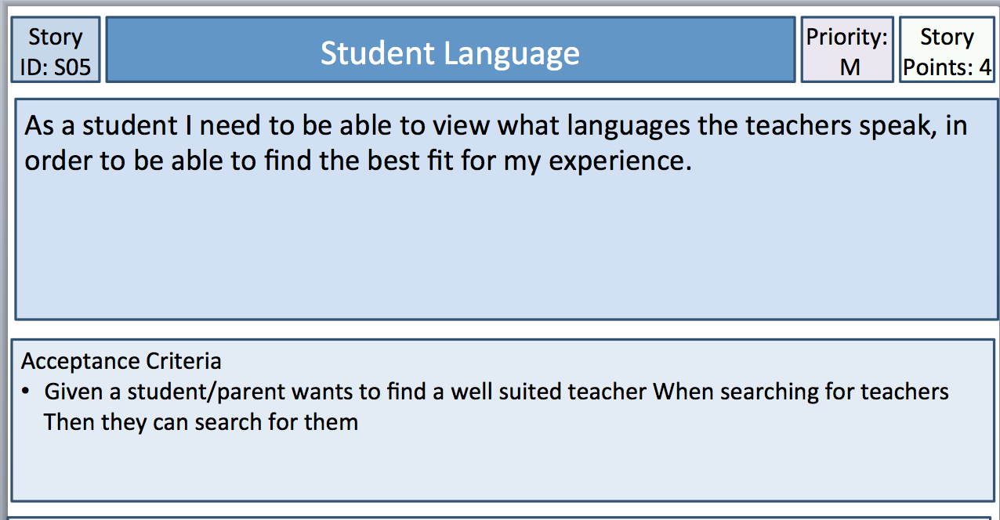 Story
ID: S05
Student Language
Priority:
M
Story
Points: 4
As a student I need to be able to view what languages the teachers speak, in
order to be able to find the best fit for my experience.
Acceptance Criteria
• Given a student/parent wants to find a well suited teacher When searching for teachers
Then they can search for them